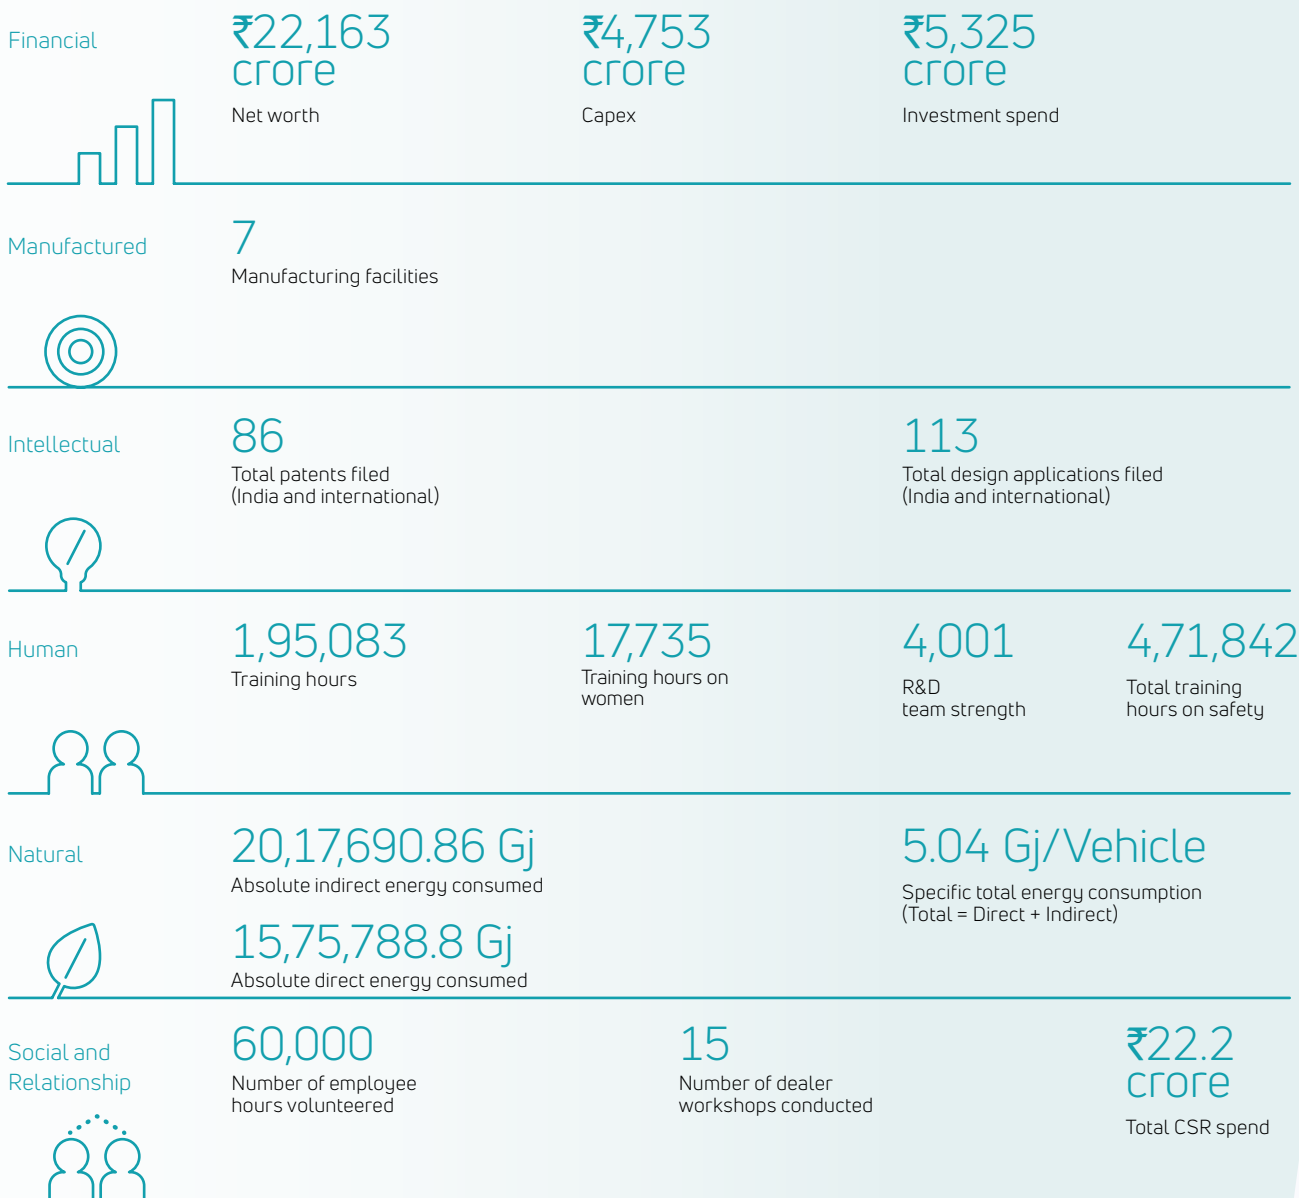 Financial
₹22,163
crore
Net worth
₹4,753
crore
Capex
₹5,325
crore
Investment spend
Manufactured
7
Manufacturing facilities
Intellectual
86
Total patents filed
(India and international)
113
Total design applications filed
(India and international)
Human
1,95,083
Training hours
17,735
Training hours on
women
4,001
R&D
team strength
4,71,842
Total training
hours on safety
Natural
20,17,690.86 Gj
Absolute indirect energy consumed
15,75,788.8 Gj
Absolute direct energy consumed
5.04 Gj/Vehicle
Specific total energy consumption
(Total = Direct + Indirect)
Social and
Relationship
60,000
Number of employee
hours volunteered
15
Number of dealer
workshops conducted
₹22.2
crore
Total CSR spend